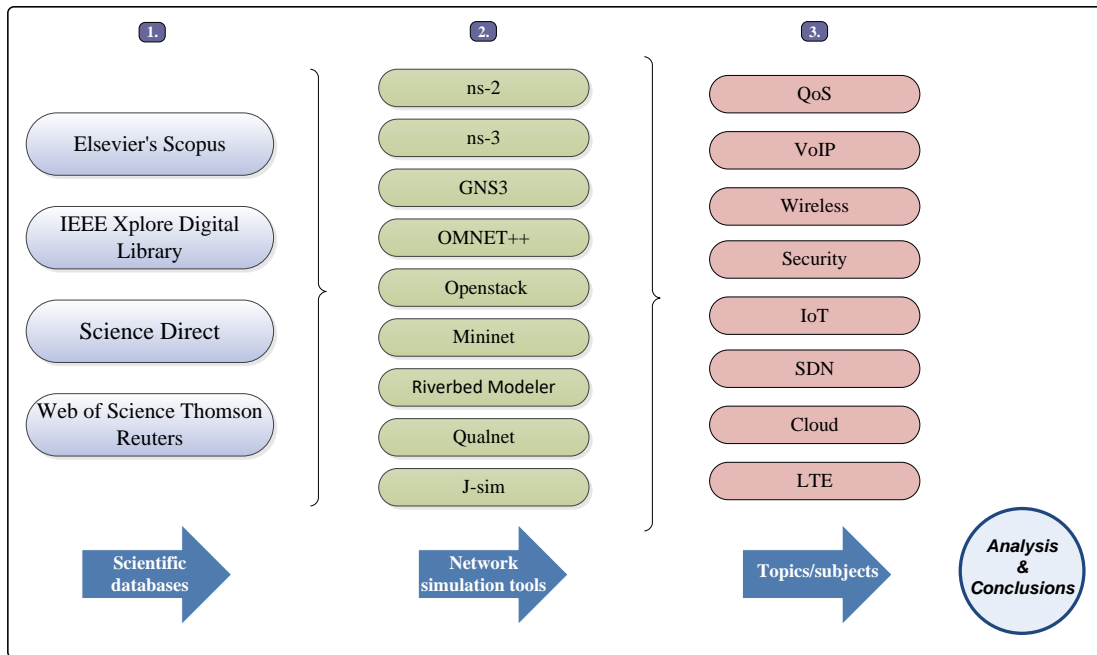 1.
Elsevier's Scopus
IEEE Xplore Digital
Library
Science Direct
Web of Science Thomson
Reuters
Scientific
databases
2.
ns-2
ns-3
GNS3
OMNET++
Openstack
Mininet
Riverbed Modeler
Qualnet
J-sim
Network
simulation tools
3.
QoS
VoIP
Wireless
Security
IoT
SDN
Cloud
LTE
Topics/subjects
Analysis
&
Conclusions